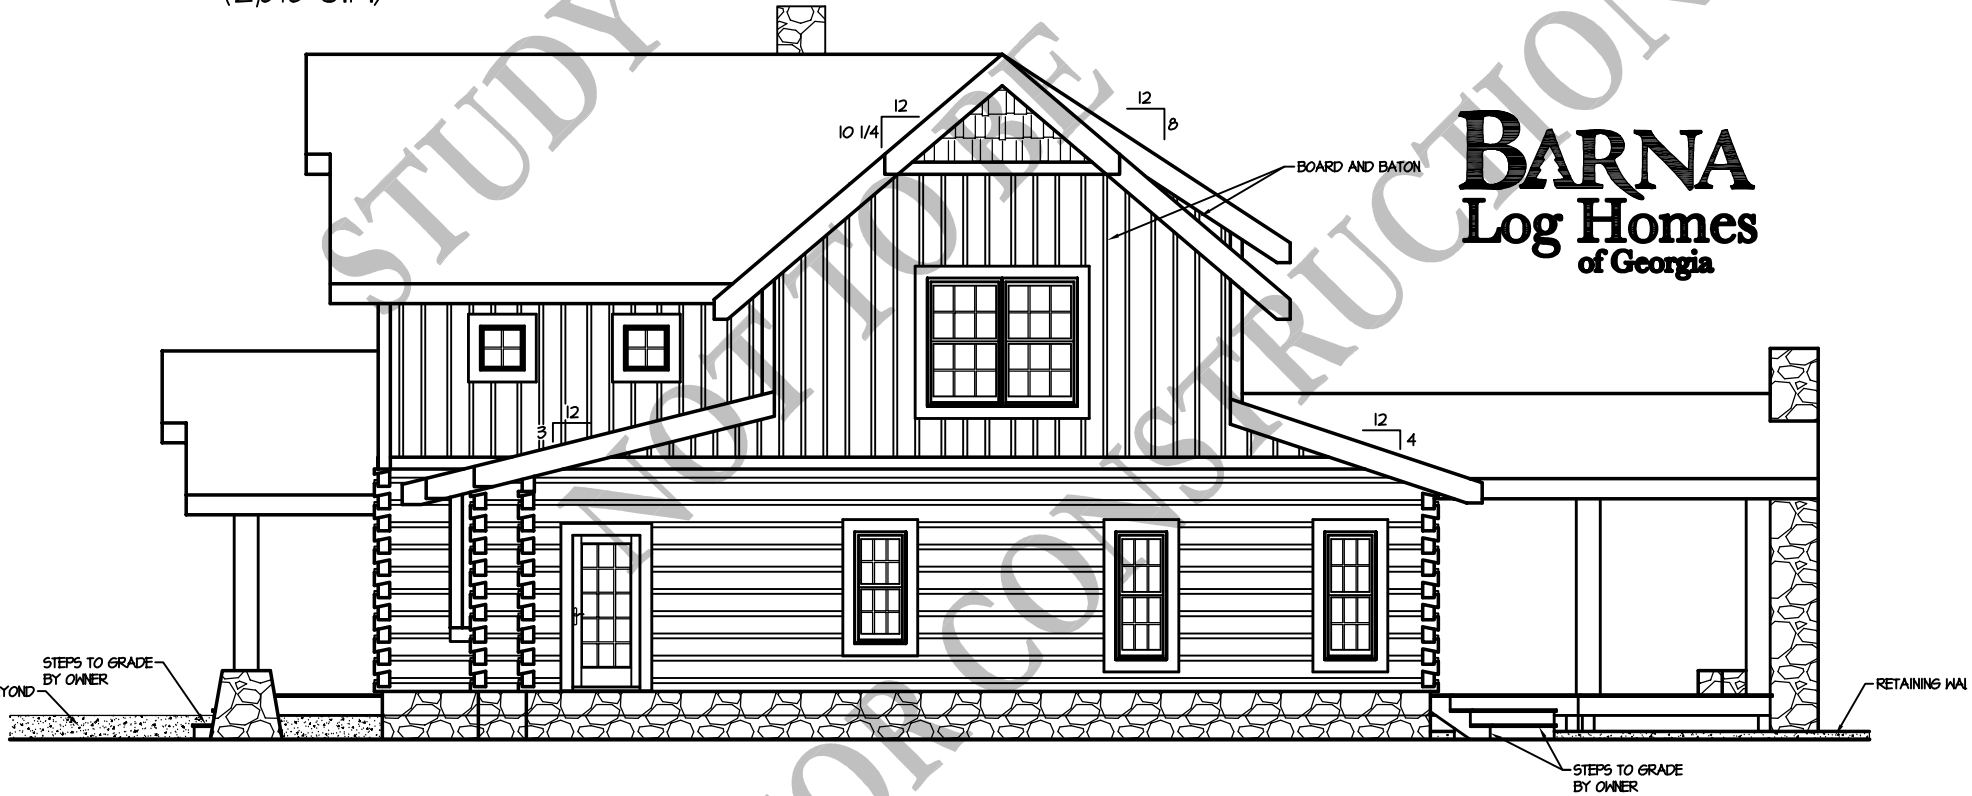 STUDY
NOT TO BE
FOR CONSTRUCTION
12
10 1/4
12
8
BOARD AND BATON
BARNA
Log Homes
of Georgia
12
3
12
4
STEPS TO GRADE
BY OWNER
RETAINING WAL
STEPS TO GRADE
BY OWNER